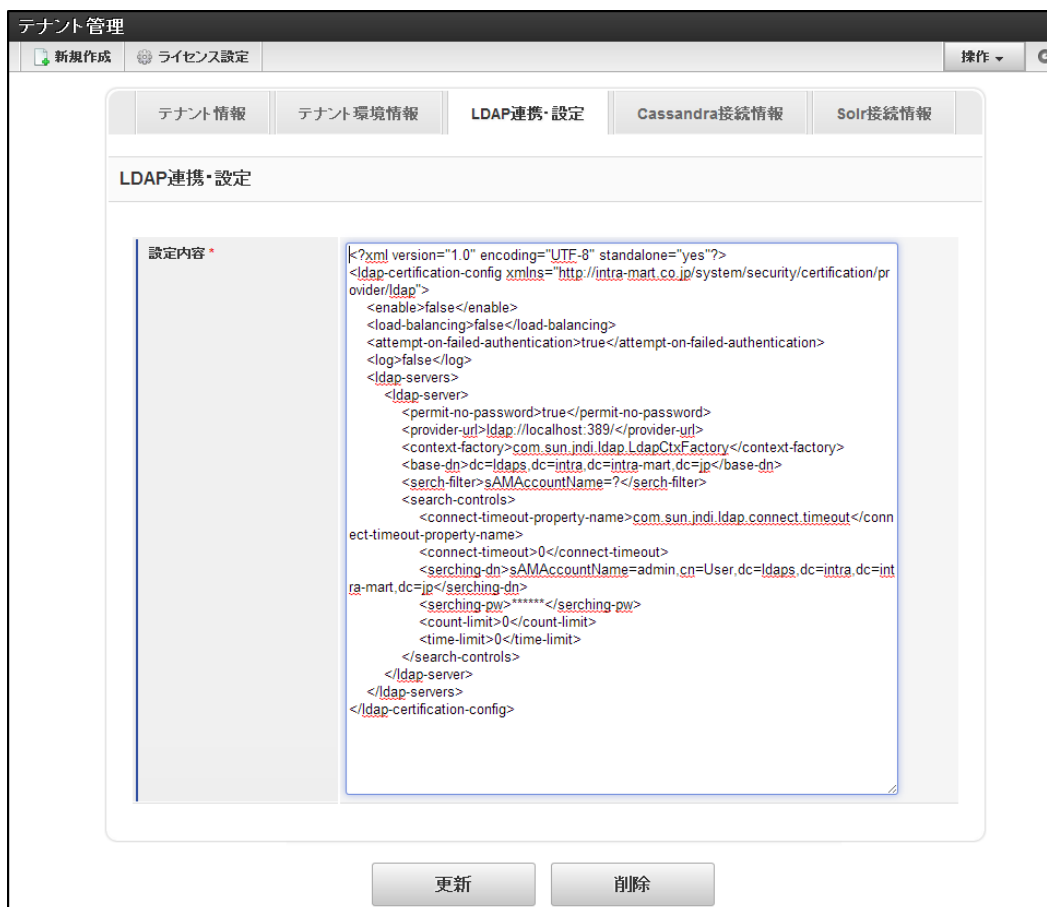 テナント管理
新規作成 ライセンス設定 操作
テナント情報 テナント環境情報 LDAP連携・設定 Cassandra接続情報 Solr接続情報
LDAP連携・設定
設定内容 *
<?xml version="1.0" encoding="UTF-8" standalone="yes"?>
<ldap-certification-config xmlns="http://intra-mart.co.jp/system/security/certification/pr
ovider/ldap">
<enable>false</enable>
<load-balancing>false</load-balancing>
<attempt-on-failed-authentication>true</attempt-on-failed-authentication>
<log>false</log>
<ldap-servers>
<ldap-server>
<permit-no-password>true</permit-no-password>
<provider-url>ldap://localhost:389/</provider-url>
<context-factory>com.sun.jndi.ldap.LdapCtxFactory</context-factory>
<base-dn>dc=ldaps,dc=intra,dc=intra-mart,dc=jp</base-dn>
<serch-filter>sAMAccountName=?</serch-filter>
<search-controls>
<connect-timeout-property-name>com.sun.jndi.ldap.connect.timeout</conn
ect-timeout-property-name>
<connect-timeout>0</connect-timeout>
<serching-dn>sAMAccountName=admin,cn=User,dc=ldaps,dc=intra,dc=int
ra-mart,dc=jp</serching-dn>
<serching-pw>******</serching-pw>
<count-limit>0</count-limit>
<time-limit>0</time-limit>
</search-controls>
</ldap-server>
</ldap-servers>
</ldap-certification-config>
更新 削除